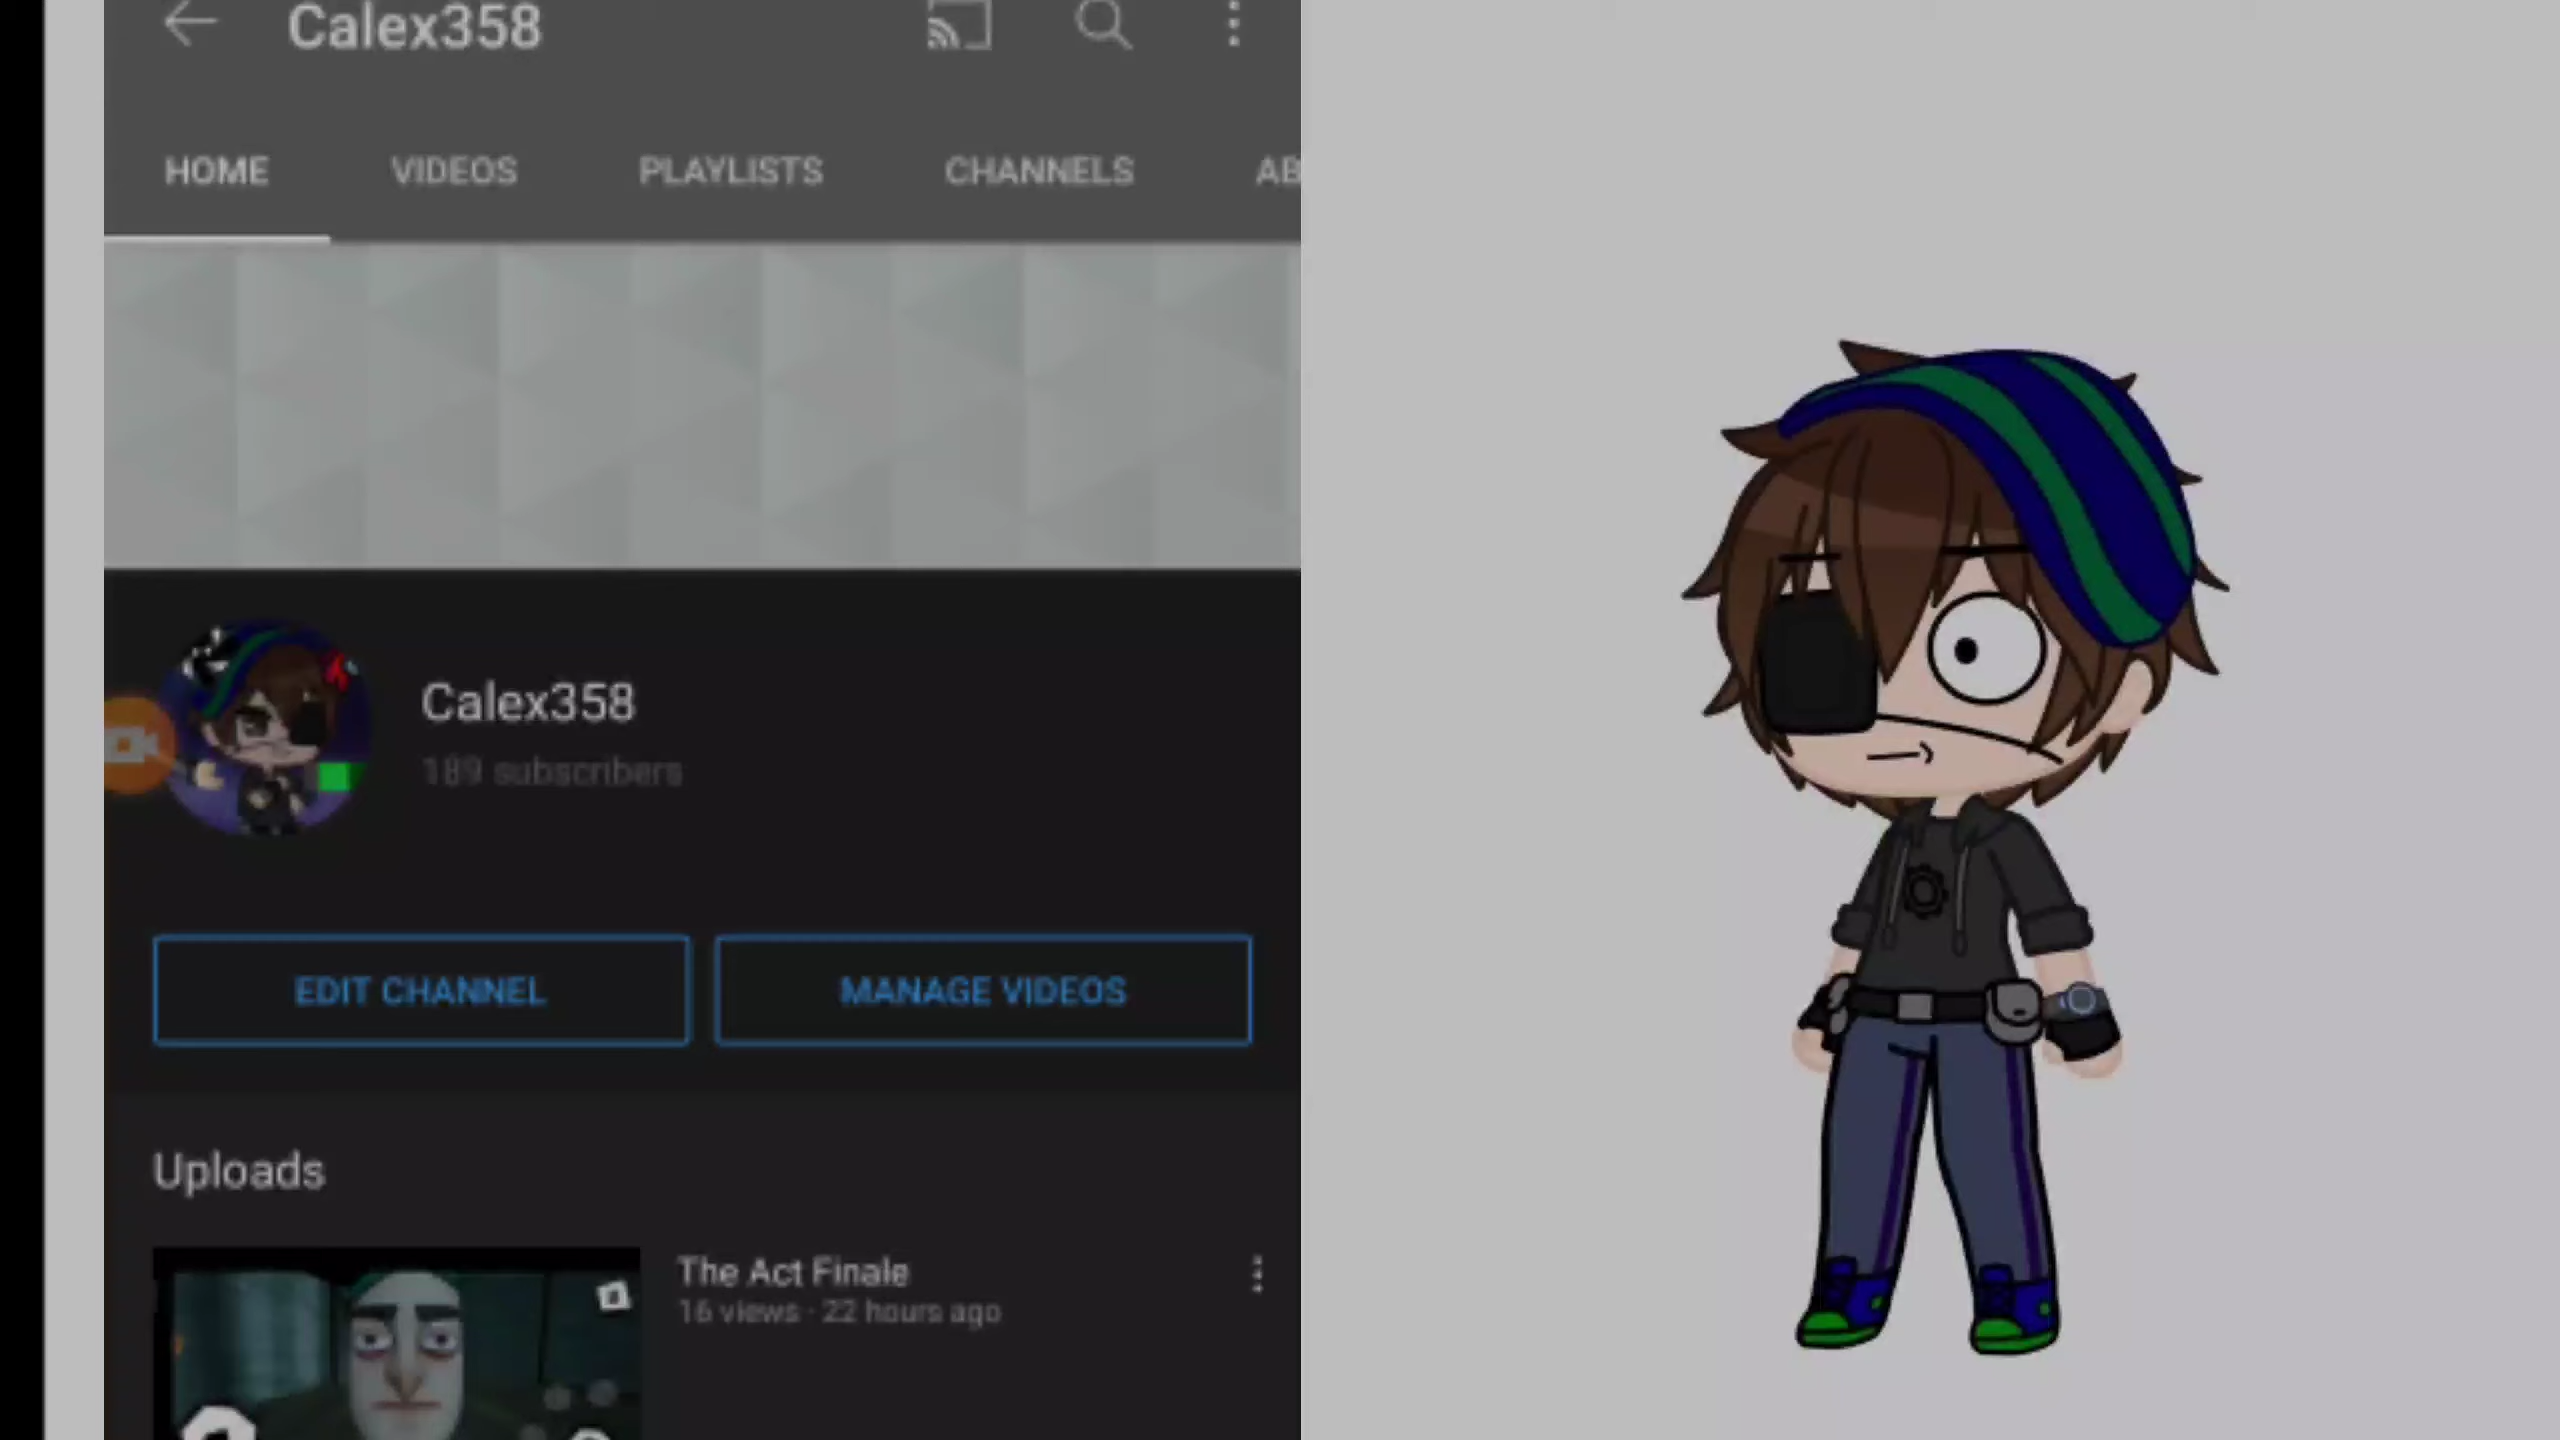 Calex358
HOME VIDEOS PLAYLISTS CHANNELS AB
Calex358
189 subscribers
EDIT CHANNEL MANAGE VIDEOS
Uploads
The Act Finale
16 views · 22 hours ago